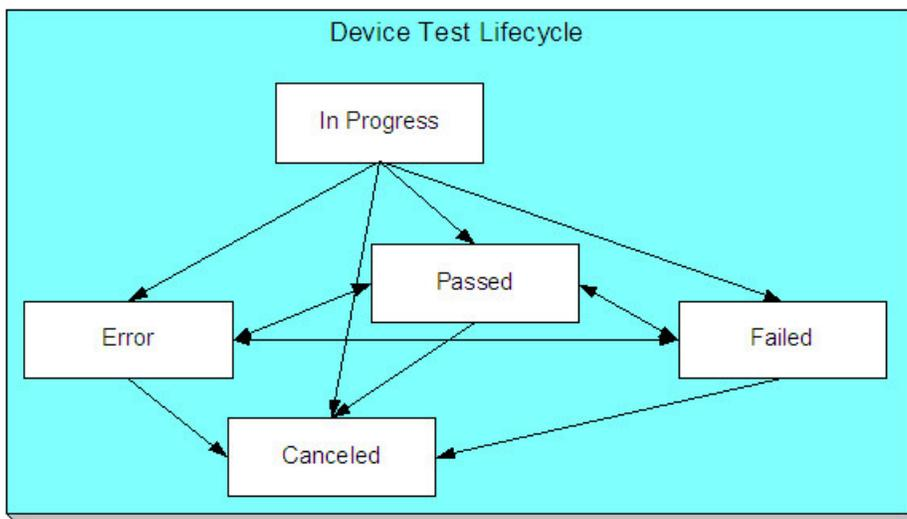 Device Test Lifecycle
In Progress
Passed
Error
Failed
Canceled